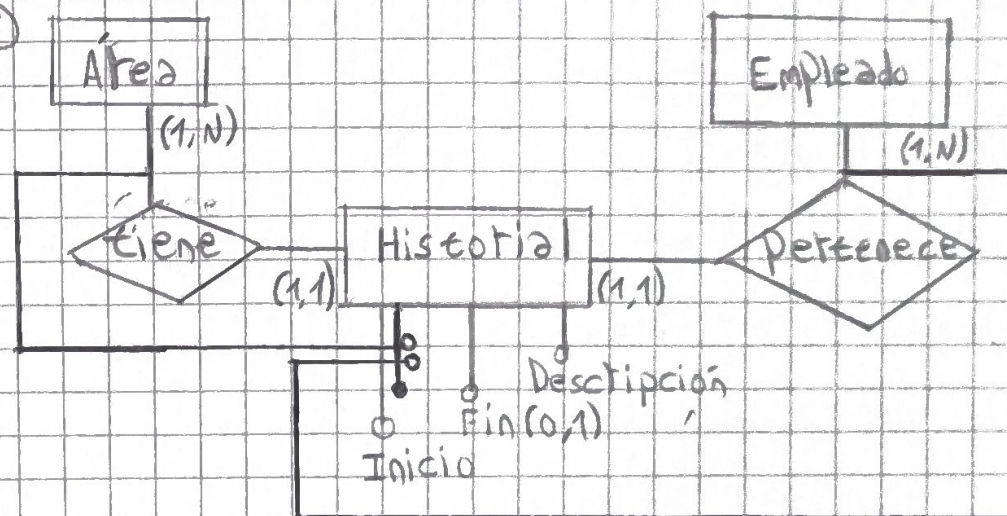 Área
(1,N)
Empleado
(1,N)
tiene
(1,1)
Historial
(1,1)
Pertenece
Descripción
Fin(0,1)
Inicio